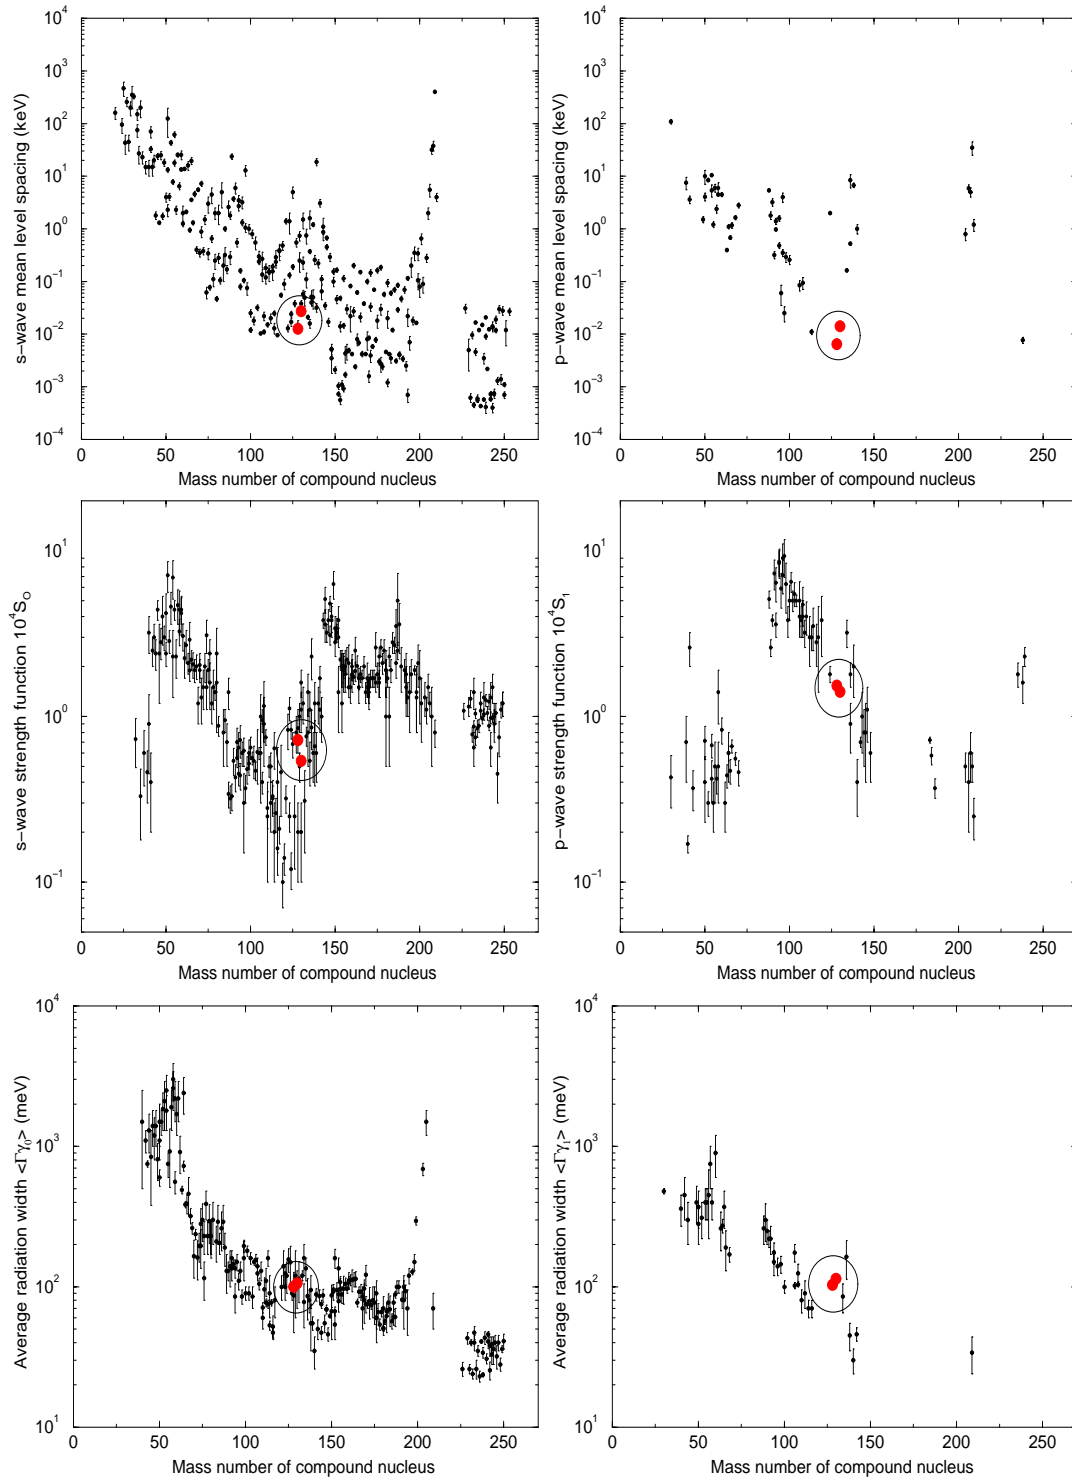 10⁴
10³
10²
10¹
10⁰
10⁻¹
10⁻²
10⁻³
10⁻⁴
s−wave mean level spacing (keV)
0 50 100 150 200 250
Mass number of compound nucleus
10⁴
10³
10²
10¹
10⁰
10⁻¹
10⁻²
10⁻³
10⁻⁴
p−wave mean level spacing (keV)
0 50 100 150 200 250
Mass number of compound nucleus
10¹
10⁰
10⁻¹
s−wave strength function 10⁴S₀
0 50 100 150 200 250
Mass number of compound nucleus
10¹
10⁰
10⁻¹
p−wave strength function 10⁴S₁
0 50 100 150 200 250
Mass number of compound nucleus
10⁴
10³
10²
10¹
Average radiation width <Γγ₀> (meV)
0 50 100 150 200 250
Mass number of compound nucleus
10⁴
10³
10²
10¹
Average radiation width <Γγ₁> (meV)
0 50 100 150 200 250
Mass number of compound nucleus